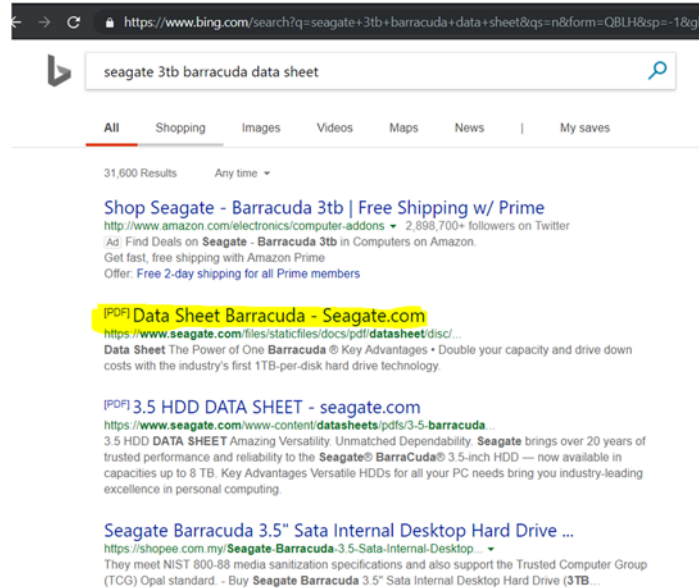 https://www.bing.com/search?q=seagate+3tb+barracuda+data+sheet&qs=n&form=QBLH&sp=-1&g
seagate 3tb barracuda data sheet
All Shopping Images Videos Maps News | My saves
31,600 Results Any time
Shop Seagate - Barracuda 3tb | Free Shipping w/ Prime
http://www.amazon.com/electronics/computer-addons 2,898,700+ followers on Twitter
Ad Find Deals on Seagate - Barracuda 3tb in Computers on Amazon.
Get fast, free shipping with Amazon Prime
Offer: Free 2-day shipping for all Prime members
[PDF] Data Sheet Barracuda - Seagate.com
https://www.seagate.com/files/staticfiles/docs/pdf/datasheet/disc/...
Data Sheet The Power of One Barracuda ® Key Advantages • Double your capacity and drive down
costs with the industry's first 1TB-per-disk hard drive technology.
[PDF] 3.5 HDD DATA SHEET - seagate.com
https://www.seagate.com/www-content/datasheets/pdfs/3-5-barracuda...
3.5 HDD DATA SHEET Amazing Versatility. Unmatched Dependability. Seagate brings over 20 years of
trusted performance and reliability to the Seagate® BarraCuda® 3.5-inch HDD — now available in
capacities up to 8 TB. Key Advantages Versatile HDDs for all your PC needs bring you industry-leading
excellence in personal computing.
Seagate Barracuda 3.5" Sata Internal Desktop Hard Drive ...
https://shopee.com.my/Seagate-Barracuda-3.5-Sata-Internal-Desktop...
They meet NIST 800-88 media sanitization specifications and also support the Trusted Computer Group
(TCG) Opal standard. - Buy Seagate Barracuda 3.5" Sata Internal Desktop Hard Drive (3TB...